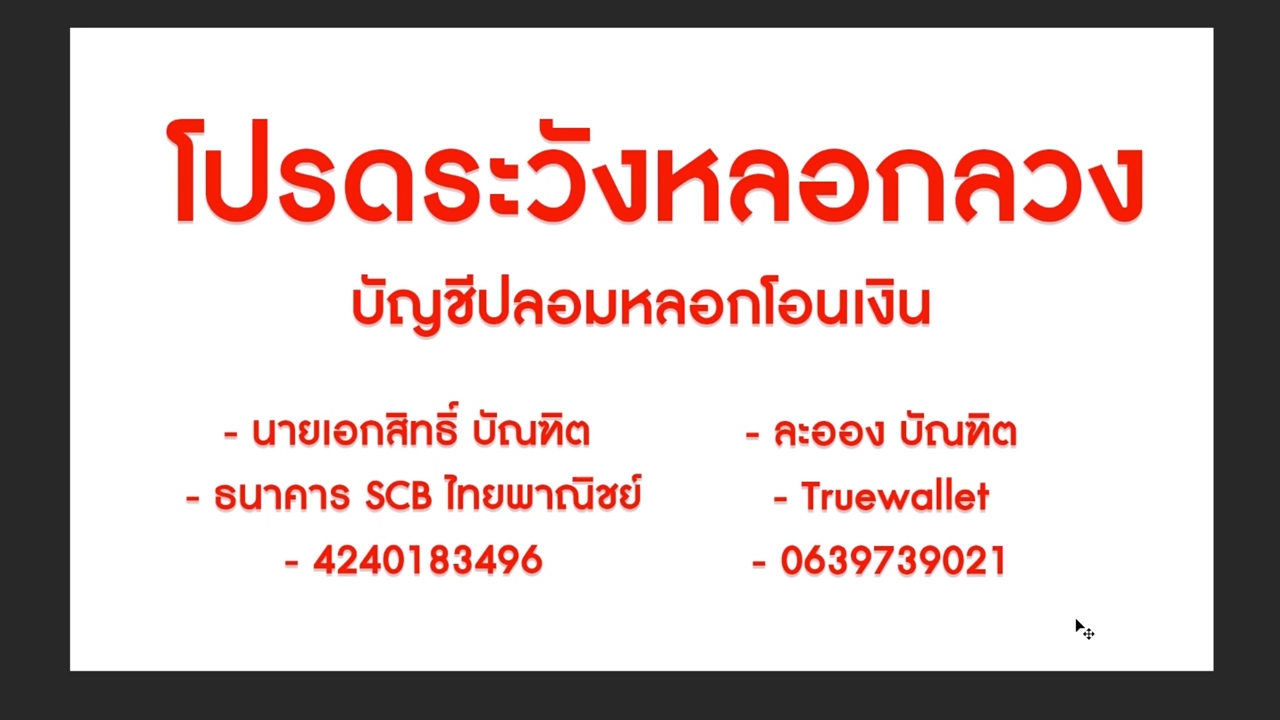 โปรดระวังหลอกลวง
บัญชีปลอมหลอกโอนเงิน
- นายเอกสิทธิ์ บัณฑิต
- ธนาคาร SCB ไทยพาณิชย์
- 4240183496
- ละออง บัณฑิต
- Truewallet
- 0639739021